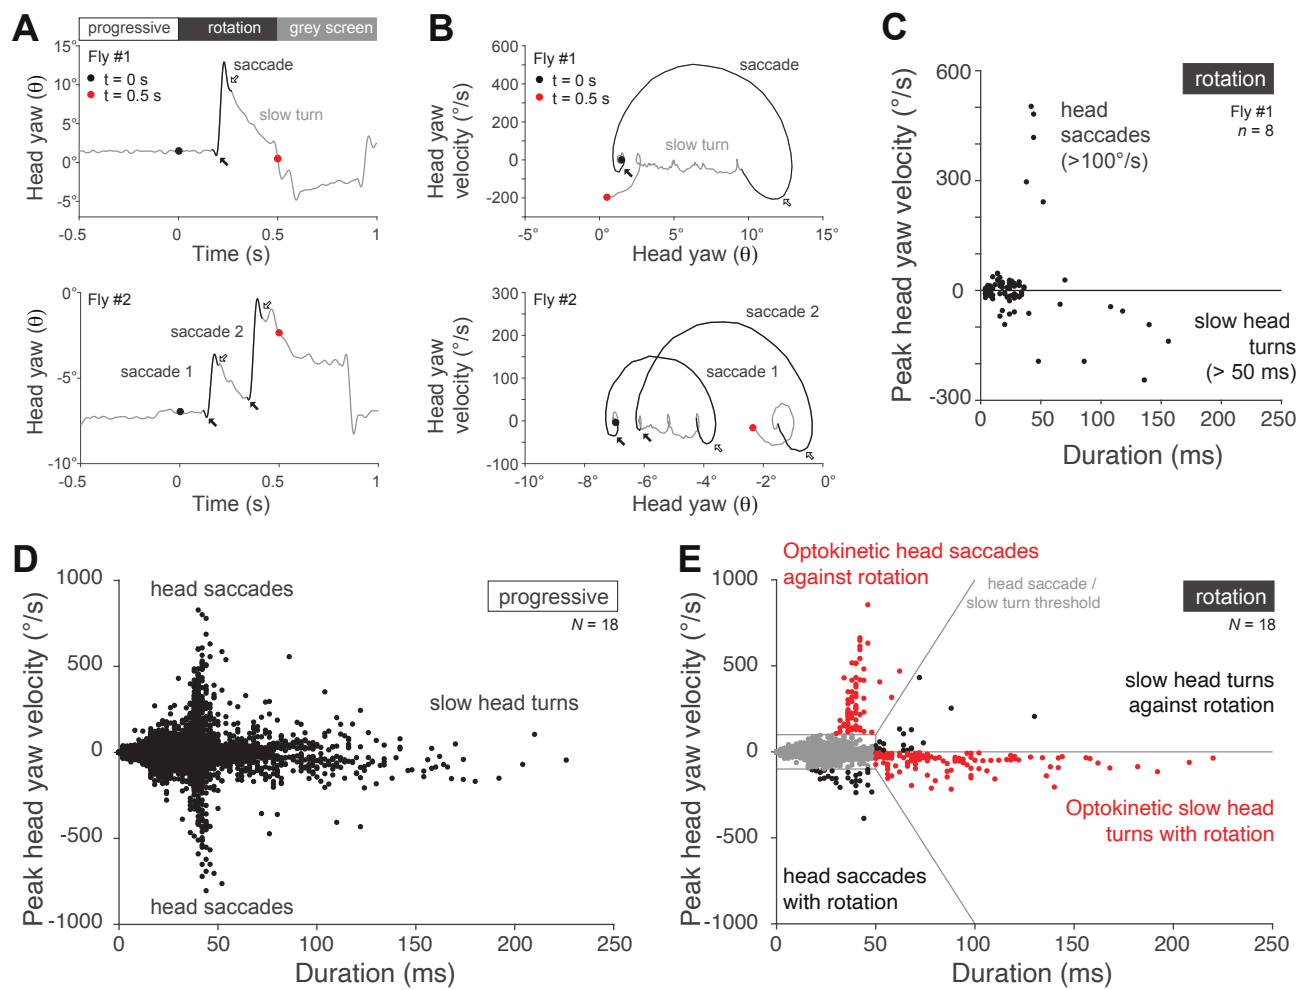 A
progressive
rotation
grey screen
Fly #1
t = 0 s
t = 0.5 s
saccade
slow turn
15°
10°
5°
0°
-5°
Head yaw (θ)
-0.5
0
0.5
1
Time (s)
Fly #2
saccade 2
saccade 1
0°
-5°
-10°
Head yaw (θ)
-0.5
0
0.5
1
Time (s)
B
Fly #1
t = 0 s
t = 0.5 s
saccade
slow turn
600
400
200
0
-200
Head yaw
velocity (°/s)
-5°
0°
5°
10°
15°
Head yaw (θ)
Fly #2
saccade 2
saccade 1
300
200
100
0
-100
Head yaw
velocity (°/s)
-10°
-8°
-6°
-4°
-2°
0°
Head yaw (θ)
C
rotation
Fly #1
n = 8
head
saccades
(>100°/s)
slow head
turns
(> 50 ms)
600
300
0
-300
Peak head yaw velocity (°/s)
0
50
100
150
200
250
Duration (ms)
D
head saccades
progressive
N = 18
slow head turns
head saccades
1000
500
0
-500
-1000
Peak head yaw velocity (°/s)
0
50
100
150
200
250
Duration (ms)
E
Optokinetic head saccades
against rotation
head saccade /
slow turn threshold
rotation
N = 18
slow head turns
against rotation
Optokinetic slow head
turns with rotation
head saccades
with rotation
1000
500
0
-500
-1000
Peak head yaw velocity (°/s)
0
50
100
150
200
250
Duration (ms)